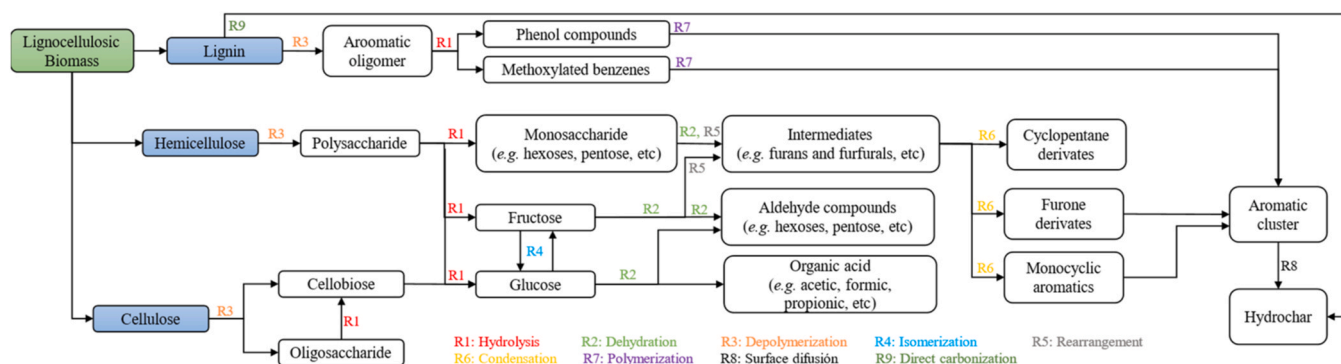 R9
R7
Lignocellulosic
Biomass
Lignin
R3
Aroomatic
oligomer
R1
Phenol compounds
Methoxylated benzenes
R7
Hemicellulose
R3
Polysaccharide
R1
Monosaccharide
(e.g. hexoses, pentose, etc)
R2, R5
Intermediates
(e.g. furans and furfurals, etc)
R6
Cyclopentane
derivates
R5
R1
Fructose
R2
R2
Aldehyde compounds
(e.g. hexoses, pentose, etc)
R6
Furone
derivates
Aromatic
cluster
R4
R1
Glucose
R2
Organic acid
(e.g. acetic, formic,
propionic, etc)
R6
Monocyclic
aromatics
R8
Cellobiose
Cellulose
R3
R1
Oligosaccharide
Hydrochar
R1: Hydrolysis
R2: Dehydration
R3: Depolymerization
R4: Isomerization
R5: Rearrangement
R6: Condensation
R7: Polymerization
R8: Surface difusión
R9: Direct carbonization